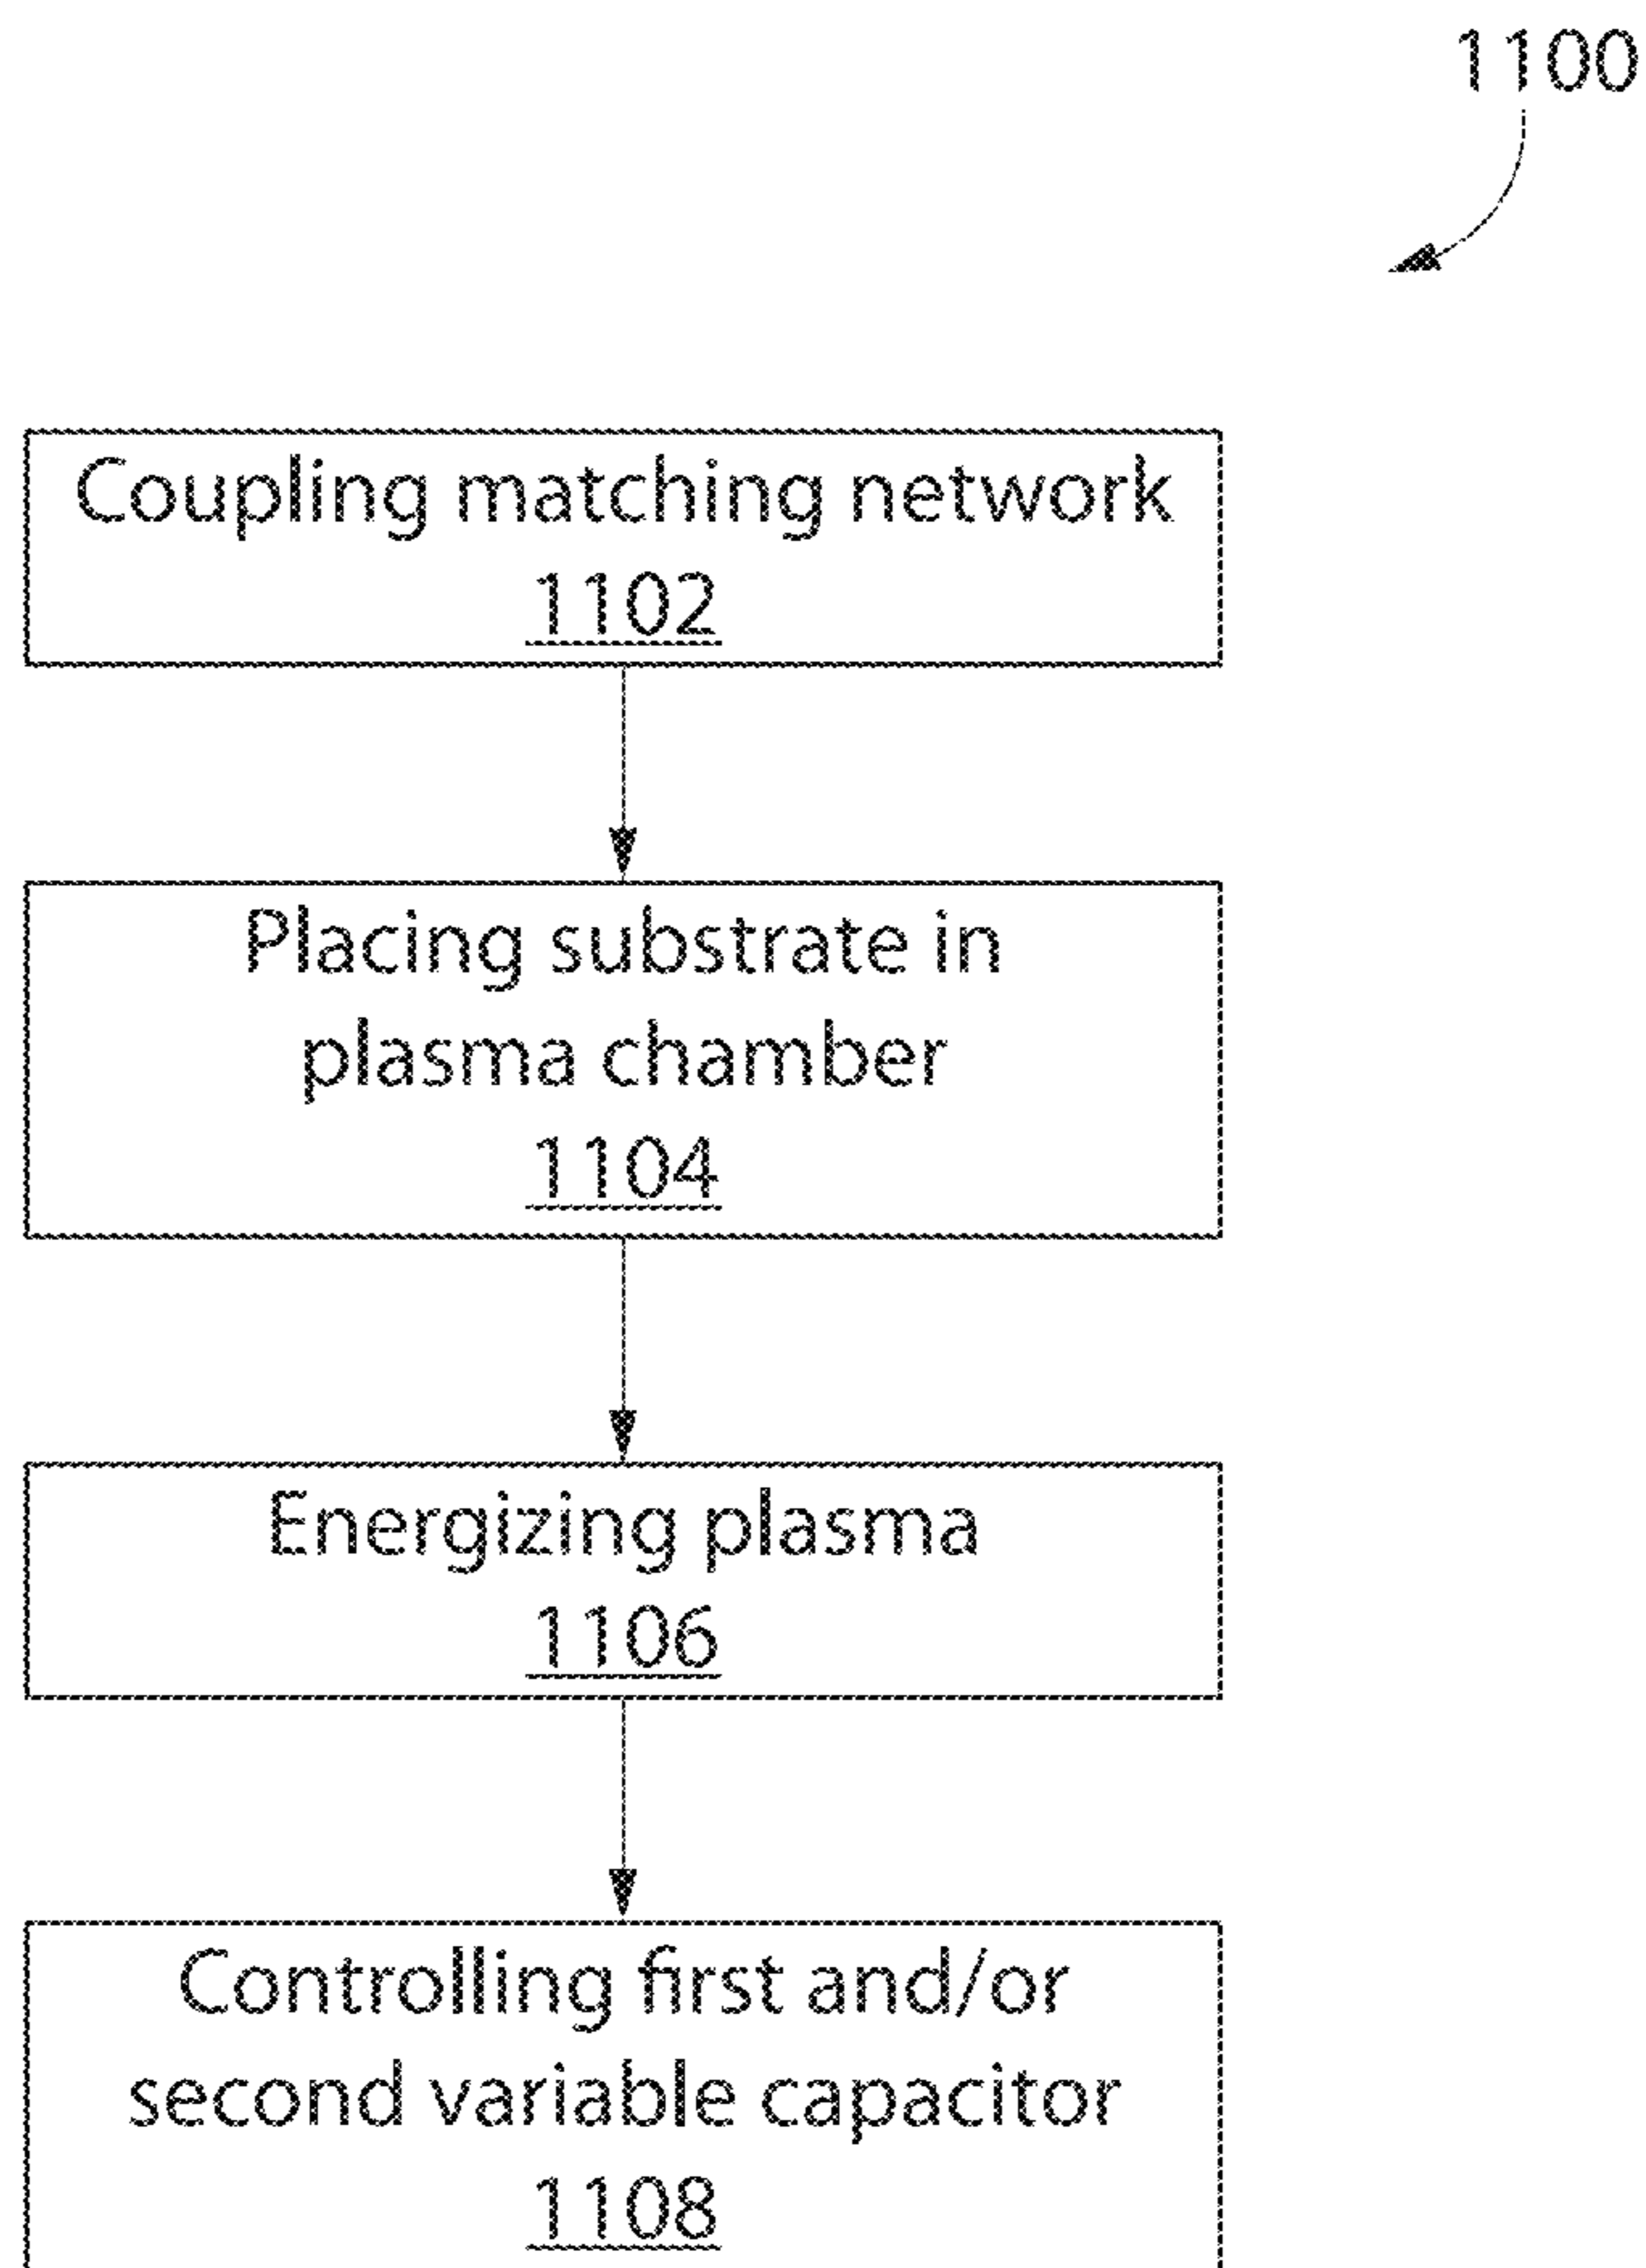 1100
Coupling matching network
1102
Placing substrate in
plasma chamber
1104
Energizing plasma
1106
Controlling first and/or
second variable capacitor
1108